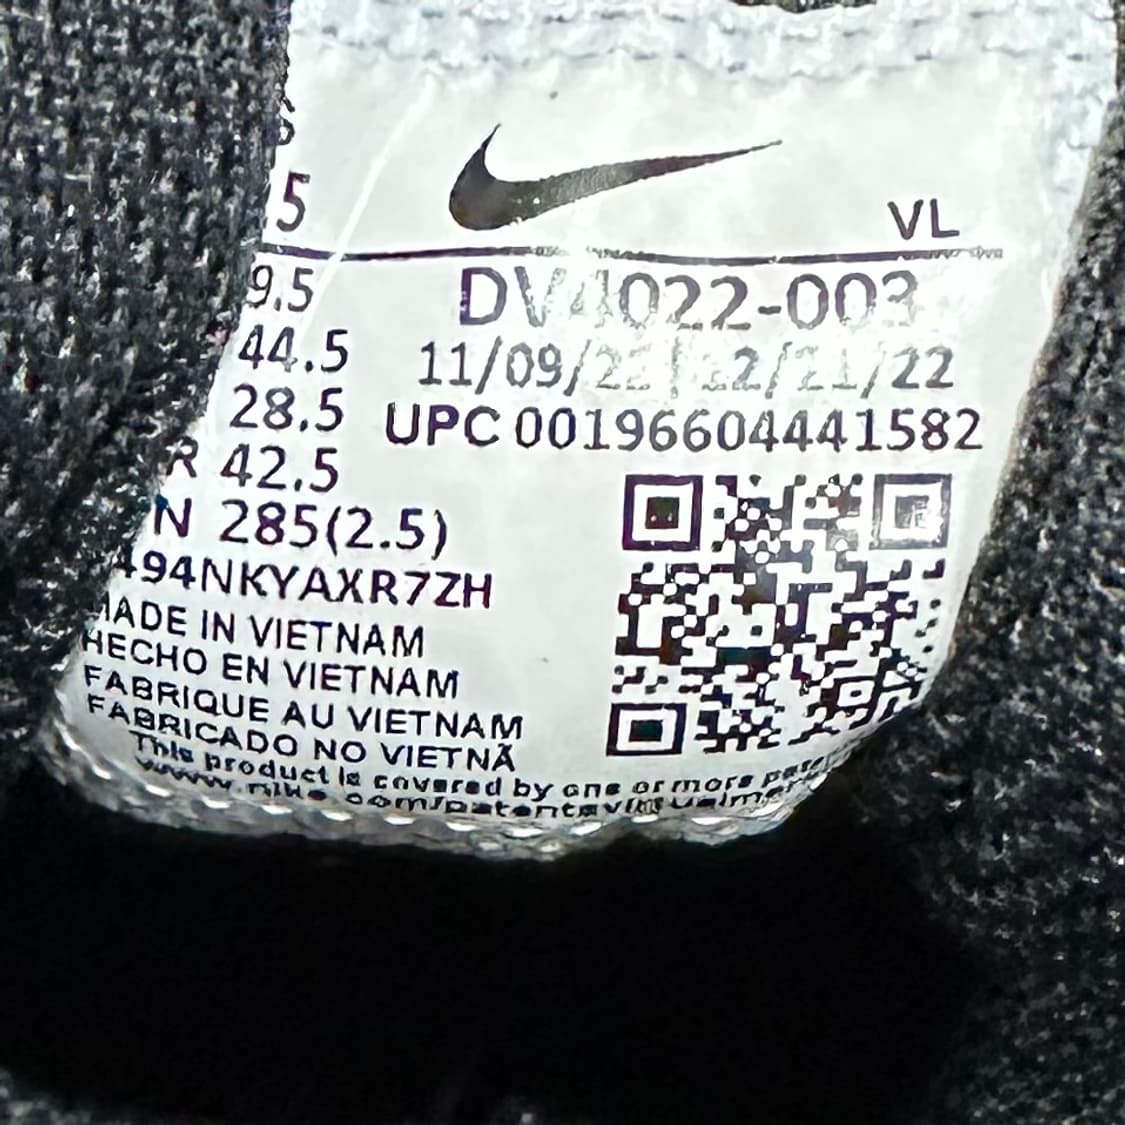 5
VL
9.5 DV4022-003
44.5 11/09/22 12/21/22
28.5 UPC 00196604441582
R 42.5
N 285(2.5)
494NKYAXR7ZH
MADE IN VIETNAM
HECHO EN VIETNAM
FABRIQUE AU VIETNAM
FABRICADO NO VIETNÃ
This product is covered by one or more